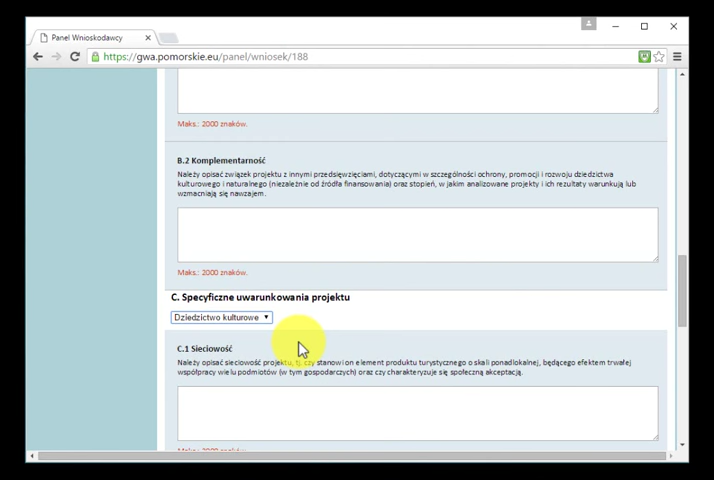 Panel Wnioskodawcy
https://gwa.pomorskie.eu/panel/wniosek/188
Maks.: 2000 znaków.
B.2 Komplementarność
Należy opisać związek projektu z innymi przedsięwzięciami, dotyczącymi w szczególności ochrony, promocji i rozwoju dziedzictwa
kulturowego i naturalnego (niezależnie od źródła finansowania) oraz stopień, w jakim analizowane projekty i ich rezultaty warunkują lub
wzmacniają się nawzajem.
Maks.: 2000 znaków.
C. Specyficzne uwarunkowania projektu
Dziedzictwo kulturowe
C.1 Sieciowość
Należy opisać sieciowość projektu, tj. czy stanowi on element produktu turystycznego o skali ponadlokalnej, będącego efektem trwałej
współpracy wielu podmiotów (w tym gospodarczych) oraz czy charakteryzuje się społeczną akceptacją.
Maks.: 2000 znaków.